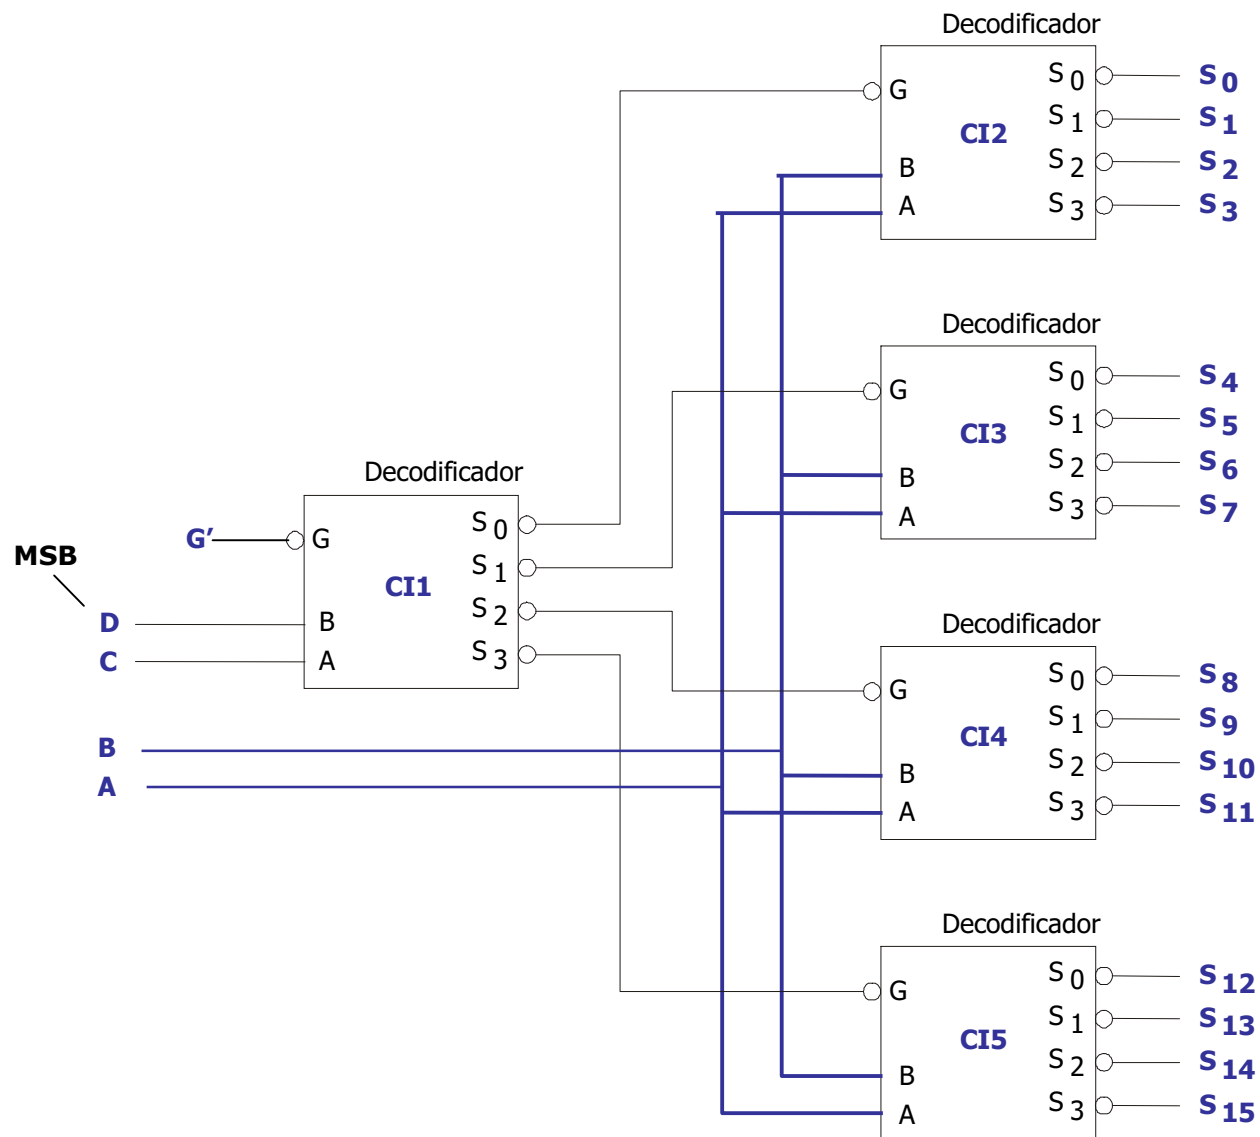 Decodificador
G
B
A
CI2
S0
S1
S2
S3
S0
S1
S2
S3
Decodificador
G
B
A
CI3
S0
S1
S2
S3
S4
S5
S6
S7
Decodificador
G'
MSB
D
C
G
B
A
CI1
S0
S1
S2
S3
B
A
Decodificador
G
B
A
CI4
S0
S1
S2
S3
S8
S9
S10
S11
Decodificador
G
B
A
CI5
S0
S1
S2
S3
S12
S13
S14
S15